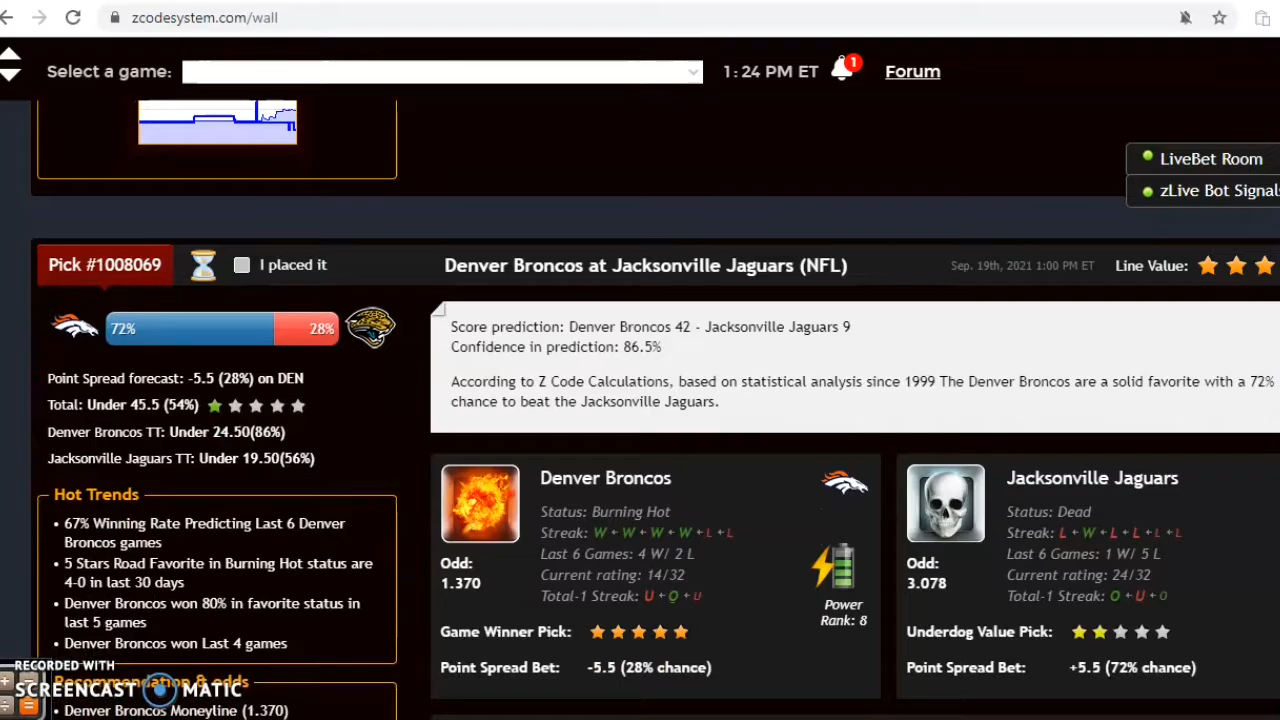 zcodesystem.com/wall
Select a game:
1:24 PM ET
1
Forum
LiveBet Room
zLive Bot Signals
Pick #1008069
I placed it
Denver Broncos at Jacksonville Jaguars (NFL)
Sep. 19th, 2021 1:00 PM ET
Line Value:
72%
28%
Point Spread forecast: -5.5 (28%) on DEN
Total: Under 45.5 (54%)
Denver Broncos TT: Under 24.50(86%)
Jacksonville Jaguars TT: Under 19.50(56%)
Hot Trends
• 67% Winning Rate Predicting Last 6 Denver
Broncos games
• 5 Stars Road Favorite in Burning Hot status are
4-0 in last 30 days
• Denver Broncos won 80% in favorite status in
last 5 games
• Denver Broncos won Last 4 games
Recommendation & odds
• Denver Broncos Moneyline (1.370)
Score prediction: Denver Broncos 42 - Jacksonville Jaguars 9
Confidence in prediction: 86.5%
According to Z Code Calculations, based on statistical analysis since 1999 The Denver Broncos are a solid favorite with a 72%
chance to beat the Jacksonville Jaguars.
Denver Broncos
Status: Burning Hot
Streak: W - W - W - W - L - L
Last 6 Games: 4 W/ 2 L
Current rating: 14/32
Total-1 Streak: U - O - U
Odd:
1.370
Power
Rank: 8
Game Winner Pick:
Point Spread Bet: -5.5 (28% chance)
Jacksonville Jaguars
Status: Dead
Streak: L - W - L - L - L - L
Last 6 Games: 1 W/ 5 L
Current rating: 24/32
Total-1 Streak: O - U - O
Odd:
3.078
Underdog Value Pick:
Point Spread Bet: +5.5 (72% chance)
RECORDED WITH
SCREENCAST MATIC